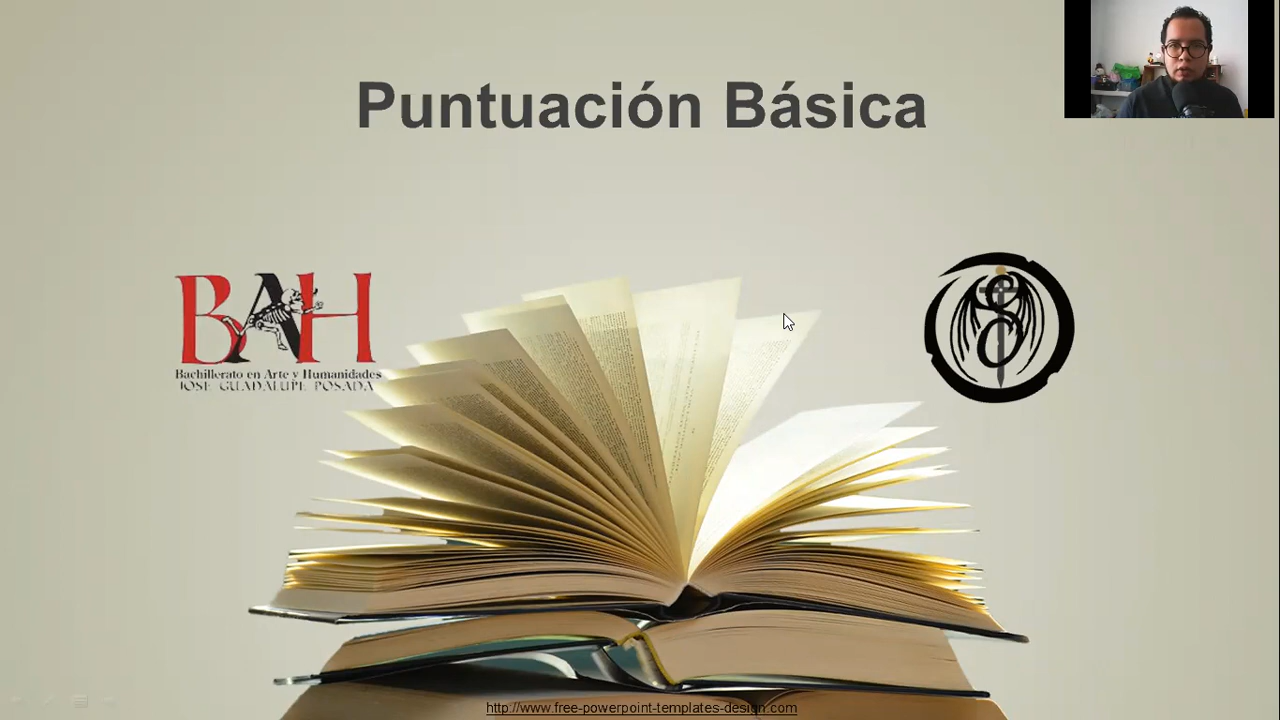 Puntuación Básica
BAH
Bachillerato en Arte y Humanidades
JOSE GUADALUPE POSADA
http://www.free-powerpoint-templates-design.com